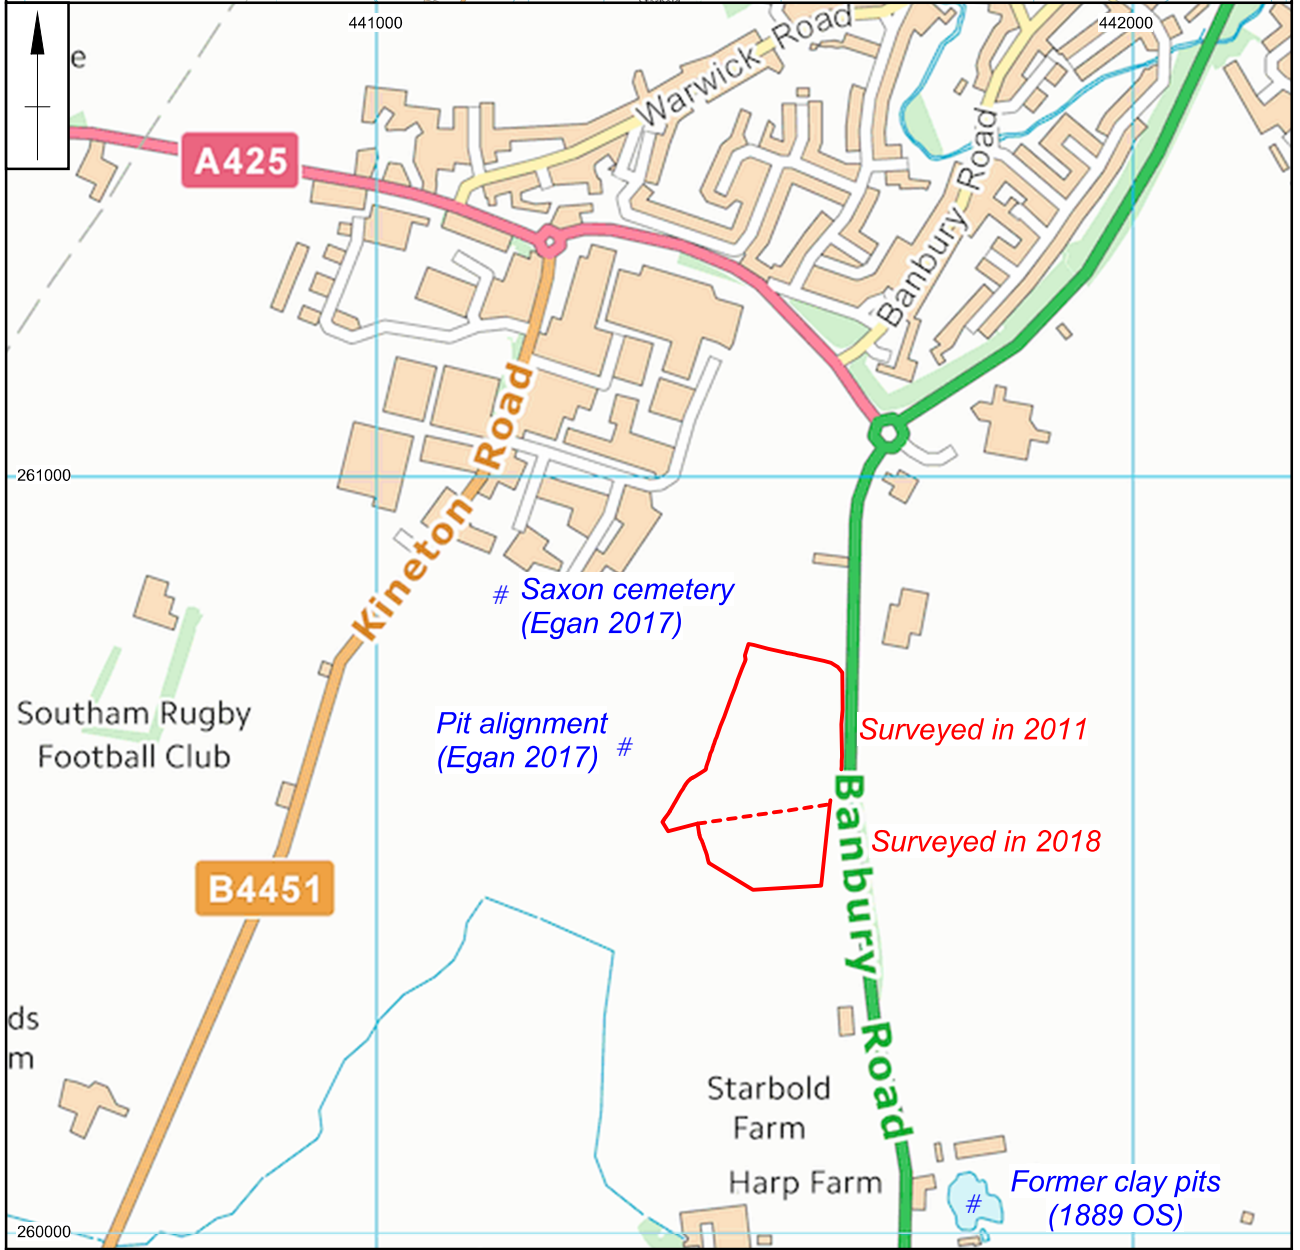 441000
442000
e
Warwick Road
A425
Banbury Road
Kineton Road
261000
# Saxon cemetery
(Egan 2017)
Pit alignment
(Egan 2017) #
Southam Rugby
Football Club
Surveyed in 2011
Surveyed in 2018
Banbury Road
B4451
ds
m
Starbold
Farm
Harp Farm
# Former clay pits
(1889 OS)
260000